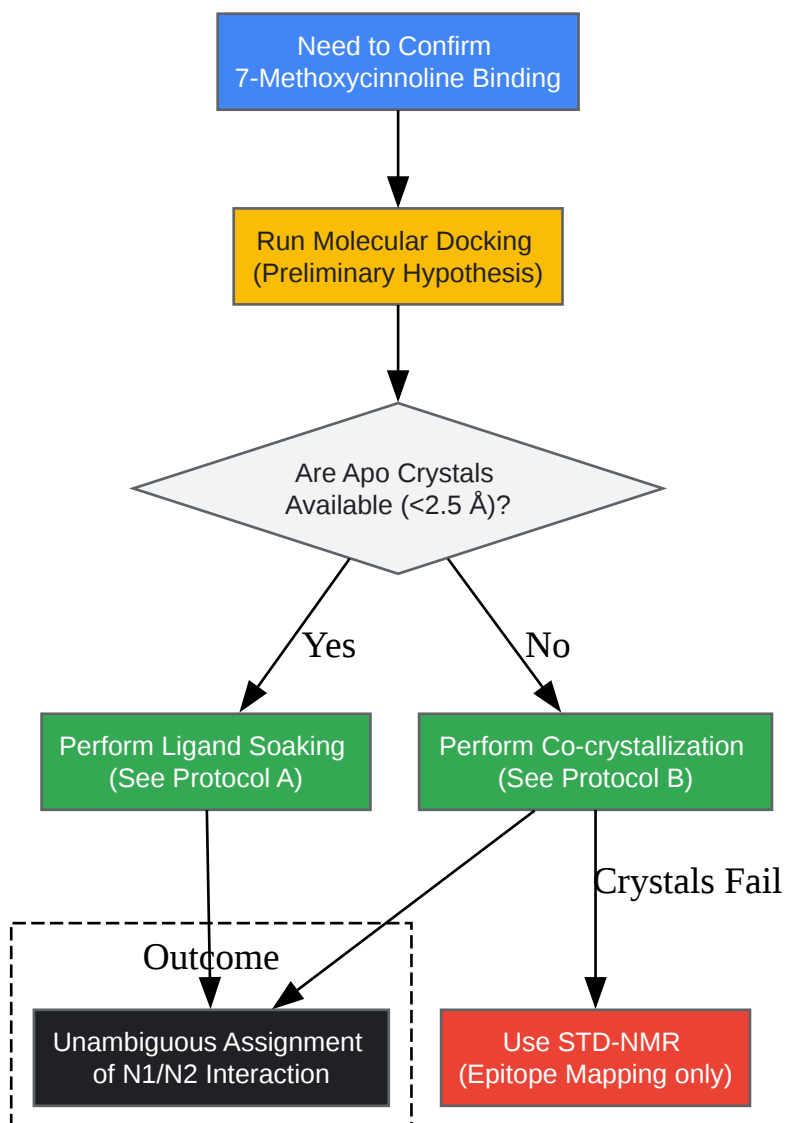 Need to Confirm
7-Methoxycinnoline Binding
Run Molecular Docking
(Preliminary Hypothesis)
Are Apo Crystals
Available (<2.5 Å)?
Yes
No
Perform Ligand Soaking
(See Protocol A)
Perform Co-crystallization
(See Protocol B)
Crystals Fail
Outcome
Unambiguous Assignment
of N1/N2 Interaction
Use STD-NMR
(Epitope Mapping only)